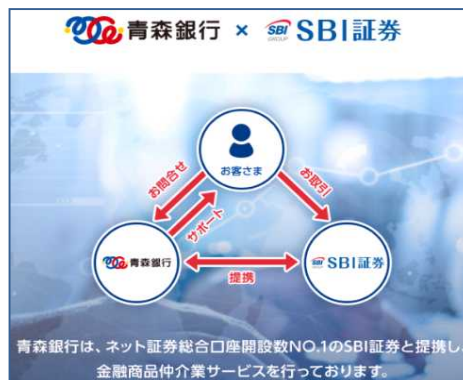 青森銀行 × SBI GROUP SBI証券
お客さま
お問合せ
サポート
お取引
青森銀行
SBI証券
提携
青森銀行は、ネット証券総合口座開設数NO.1のSBI証券と提携し、
金融商品仲介業サービスを行っております。